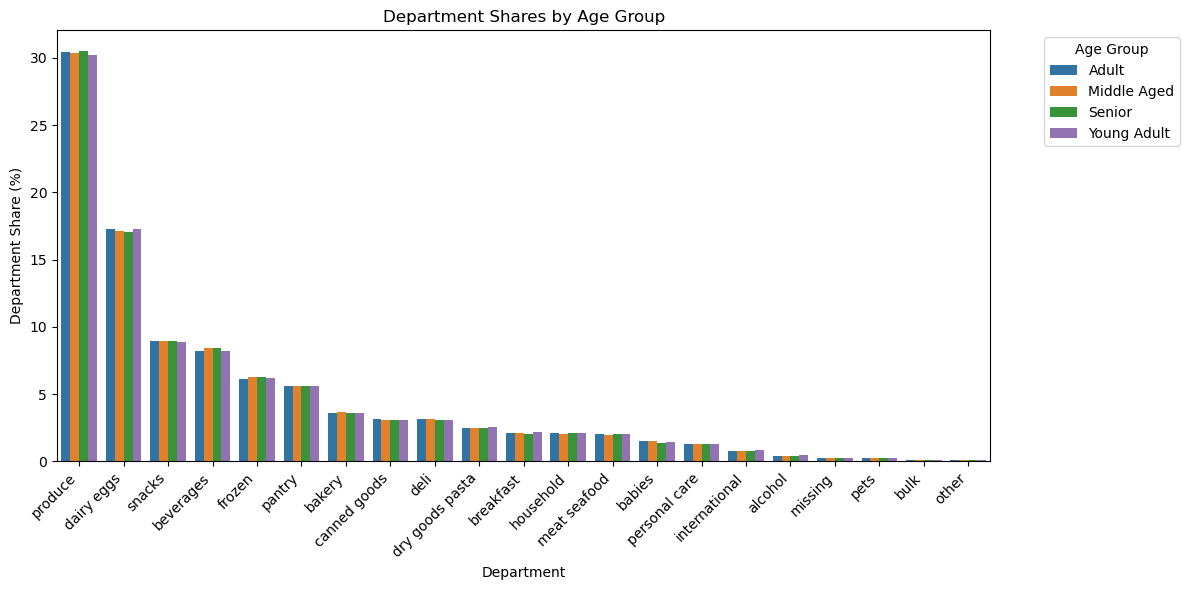 Department Shares by Age Group
Age Group
Adult
Middle Aged
Senior
Young Adult
Department Share (%)
30
25
20
15
10
5
0
produce
dairy eggs
snacks
beverages
frozen
pantry
bakery
canned goods
deli
dry goods pasta
breakfast
household
meat seafood
babies
personal care
international
alcohol
missing
pets
bulk
other
Department